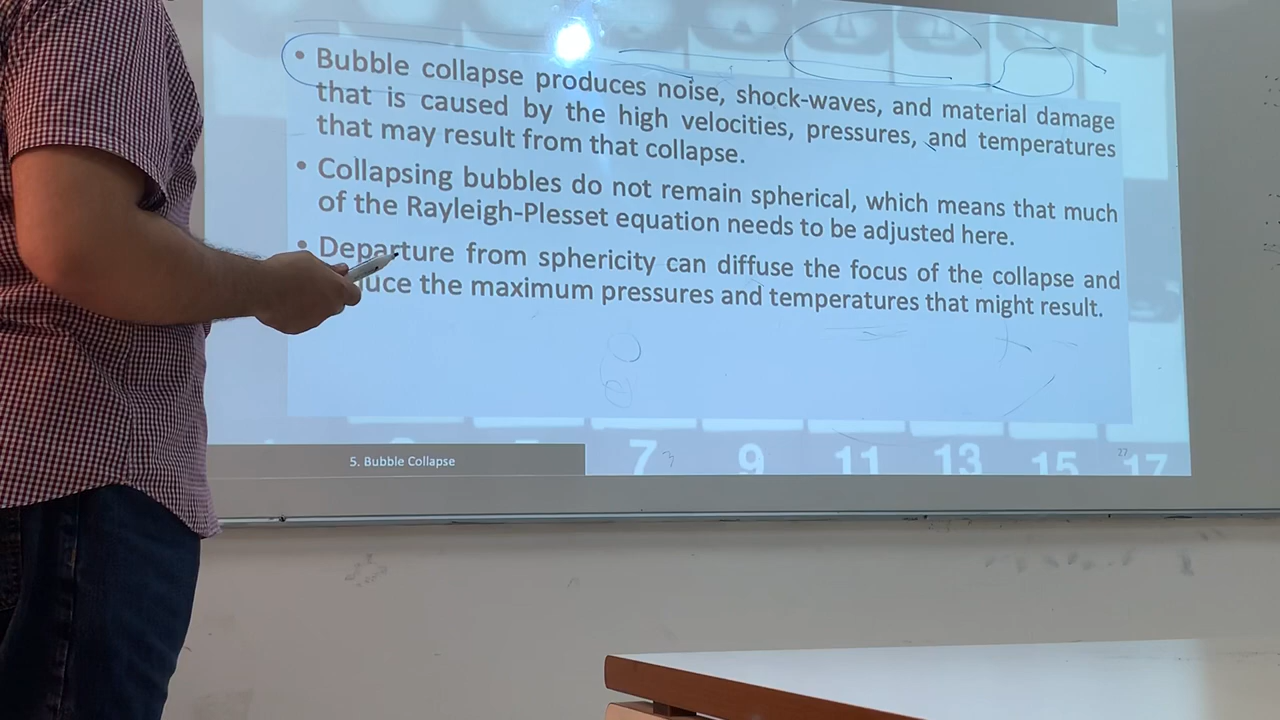 • Bubble collapse produces noise, shock-waves, and material damage
that is caused by the high velocities, pressures, and temperatures
that may result from that collapse.
• Collapsing bubbles do not remain spherical, which means that much
of the Rayleigh-Plesset equation needs to be adjusted here.
• Departure from sphericity can diffuse the focus of the collapse and
uce the maximum pressures and temperatures that might result.
5. Bubble Collapse
7 9 11 13 15 17
27